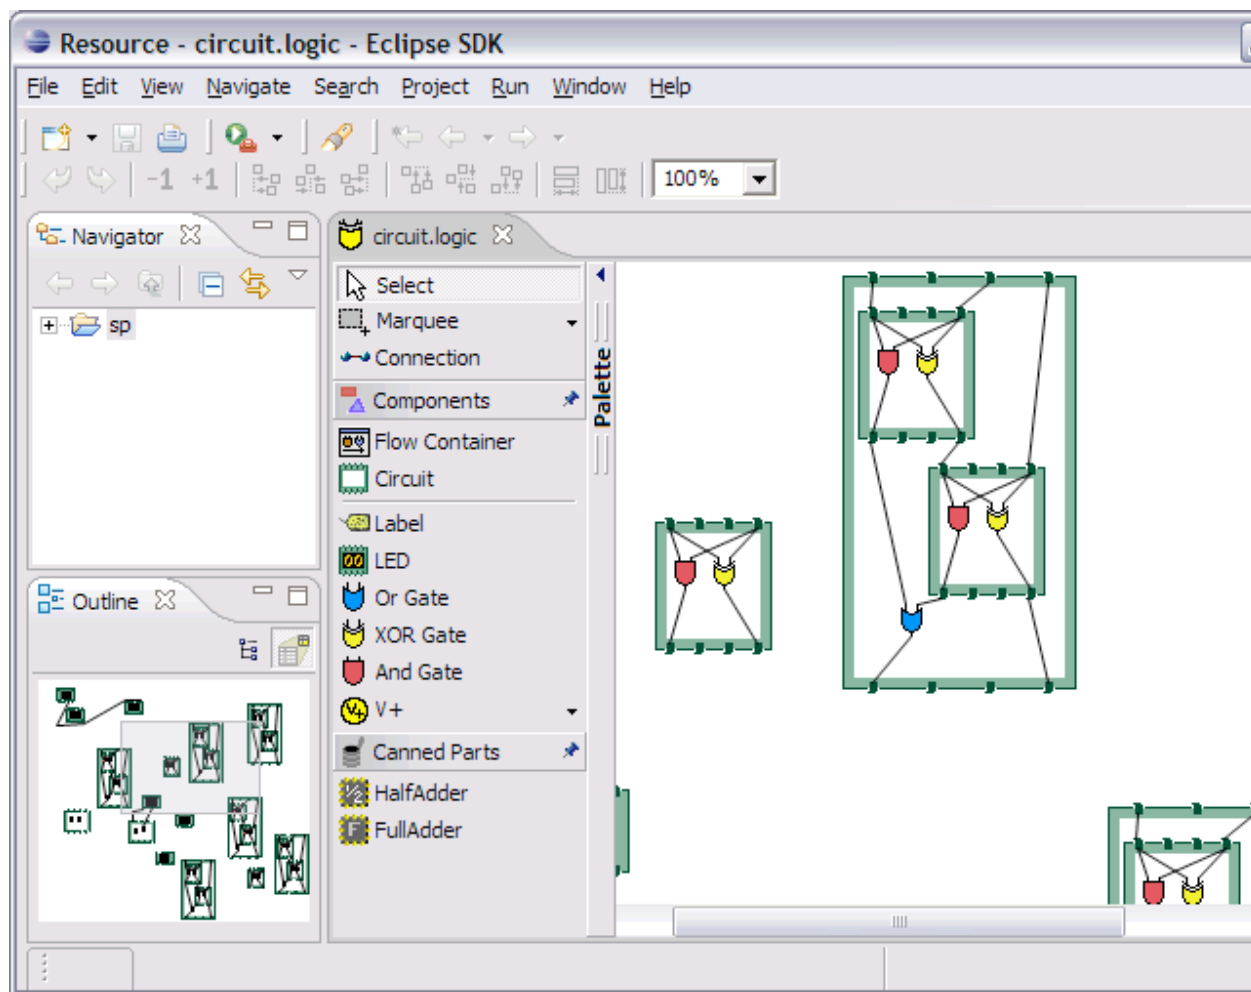 Resource - circuit.logic - Eclipse SDK
File Edit View Navigate Search Project Run Window Help
-1 +1 100%
Navigator
circuit.logic
sp
Select
Marquee
Connection
Palette
Components
Flow Container
Circuit
Label
LED
Or Gate
XOR Gate
And Gate
V+ V+
Canned Parts
1/2 HalfAdder
F FullAdder
Outline